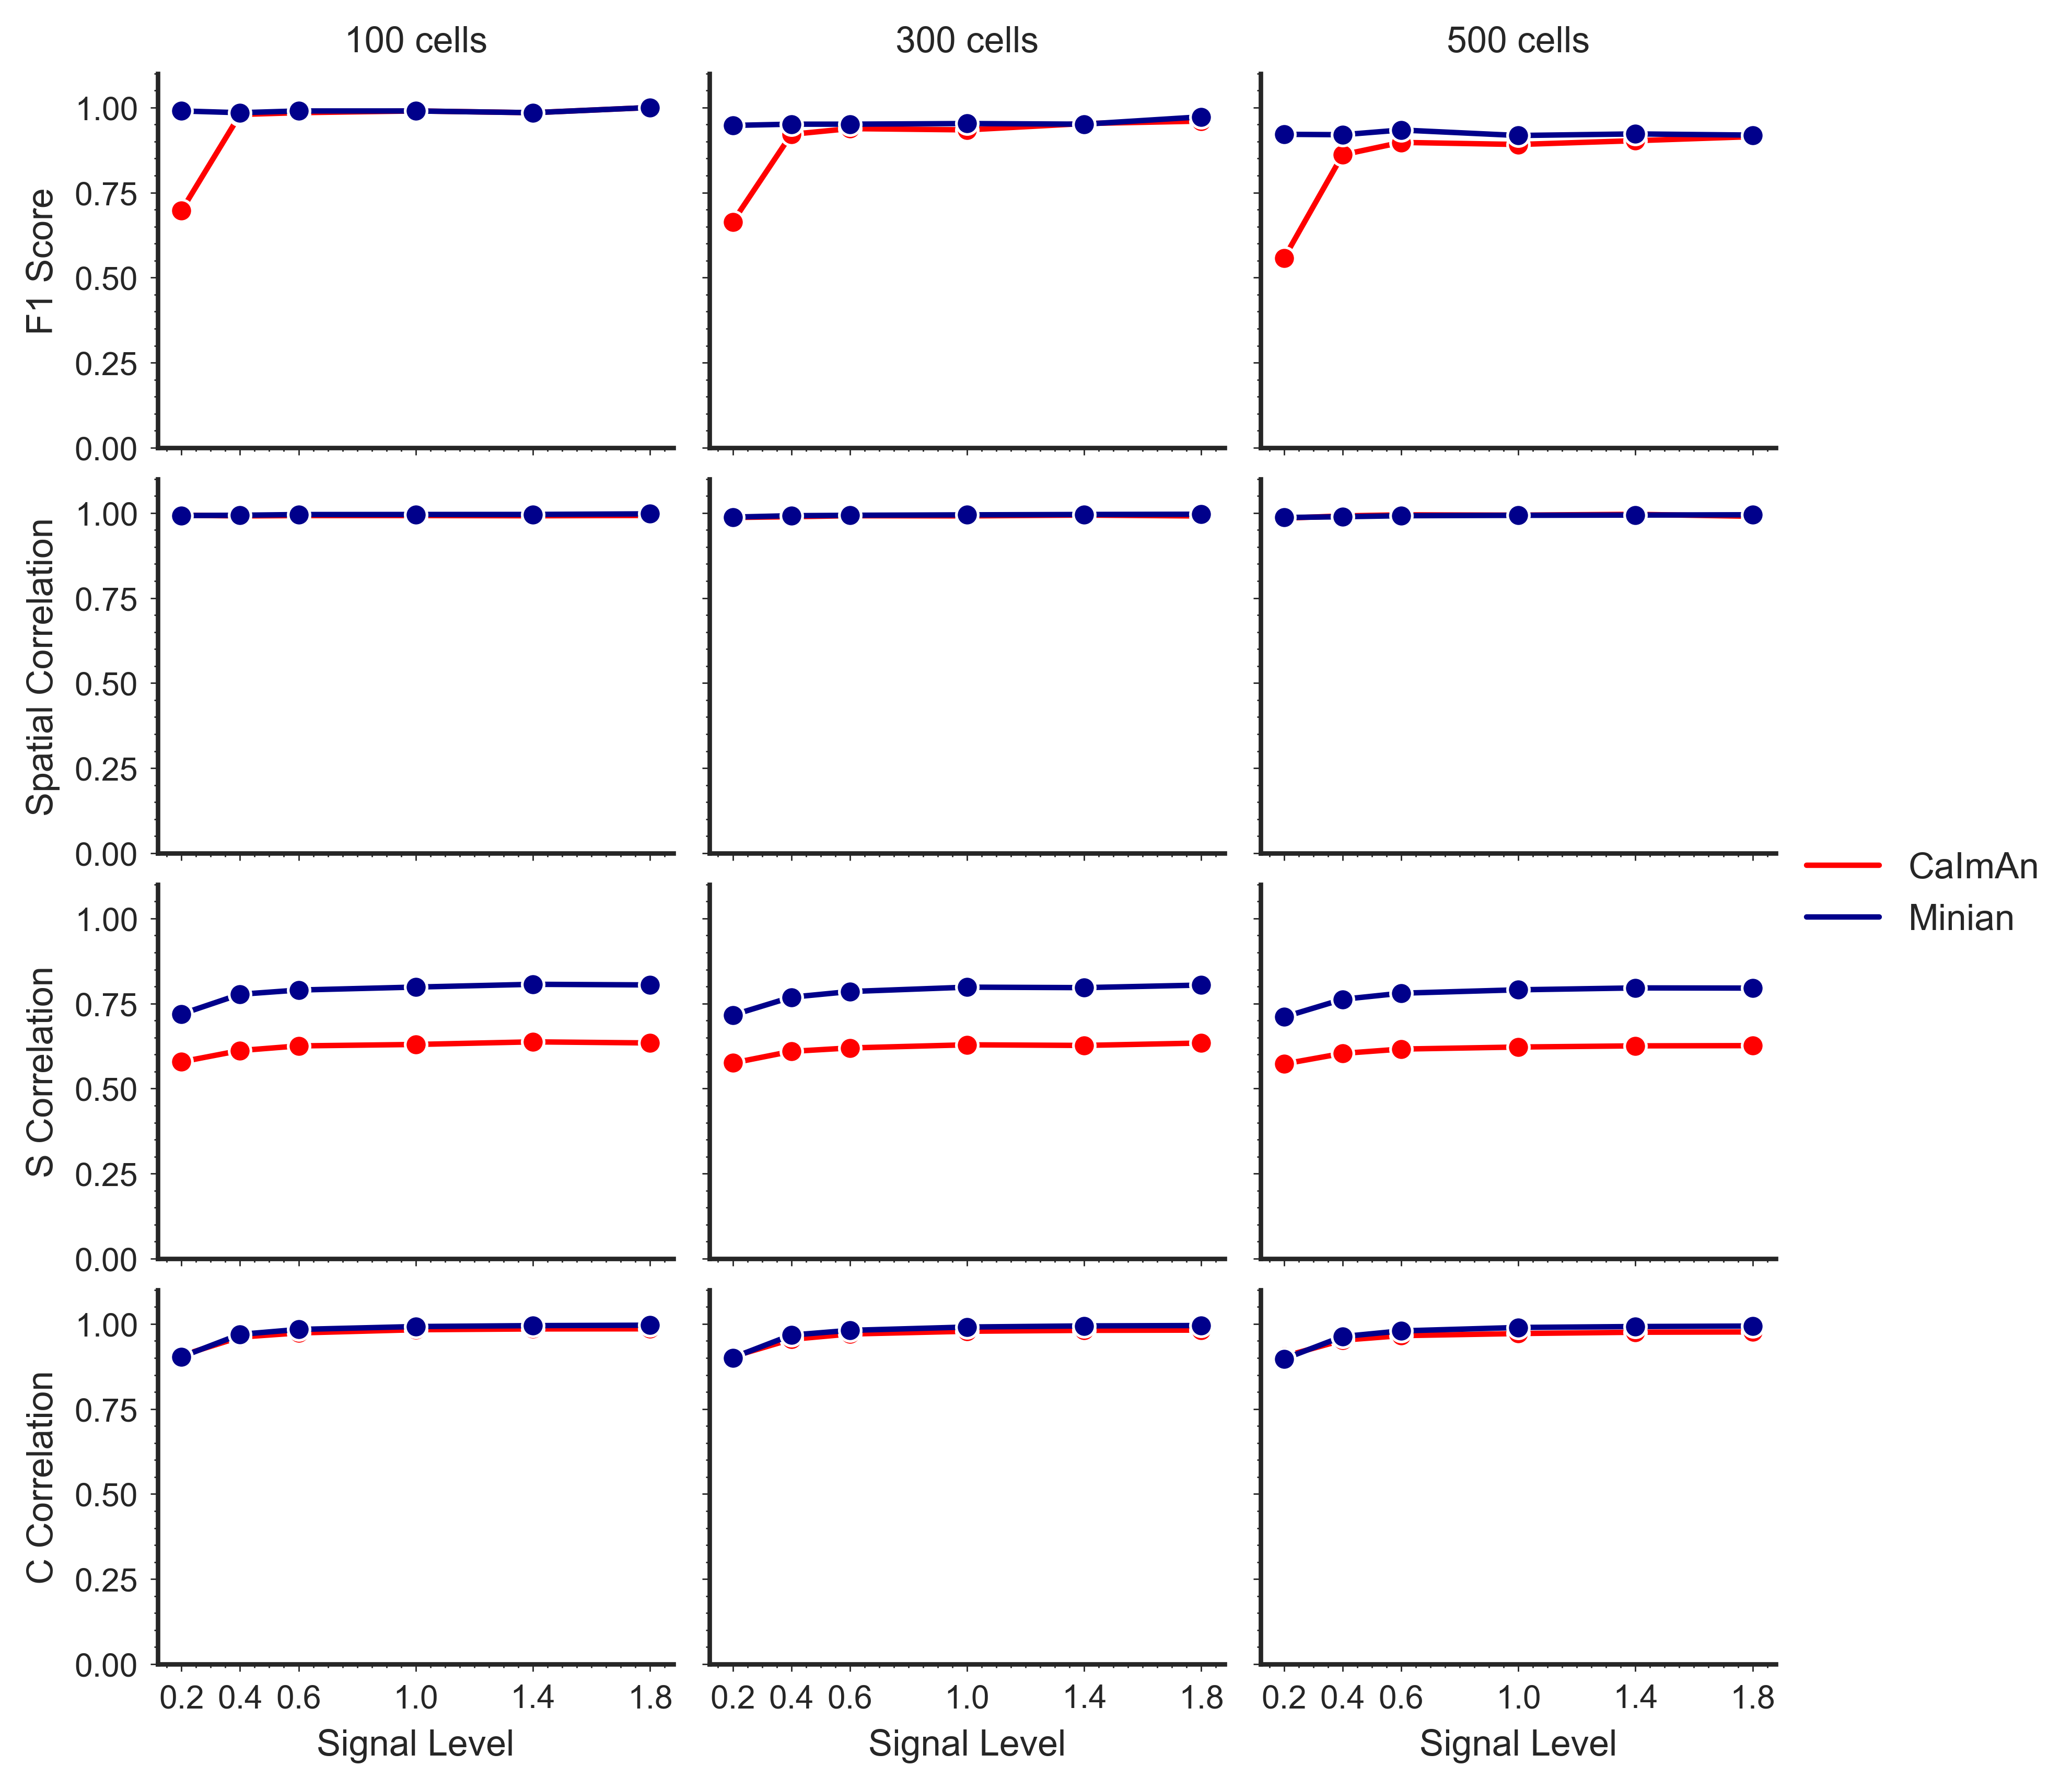 100 cells
300 cells
500 cells
F1 Score
1.00
0.75
0.50
0.25
0.00
Spatial Correlation
1.00
0.75
0.50
0.25
0.00
CaImAn
Minian
S Correlation
1.00
0.75
0.50
0.25
0.00
C Correlation
1.00
0.75
0.50
0.25
0.00
0.2 0.4 0.6 1.0 1.4 1.8
0.2 0.4 0.6 1.0 1.4 1.8
0.2 0.4 0.6 1.0 1.4 1.8
Signal Level
Signal Level
Signal Level